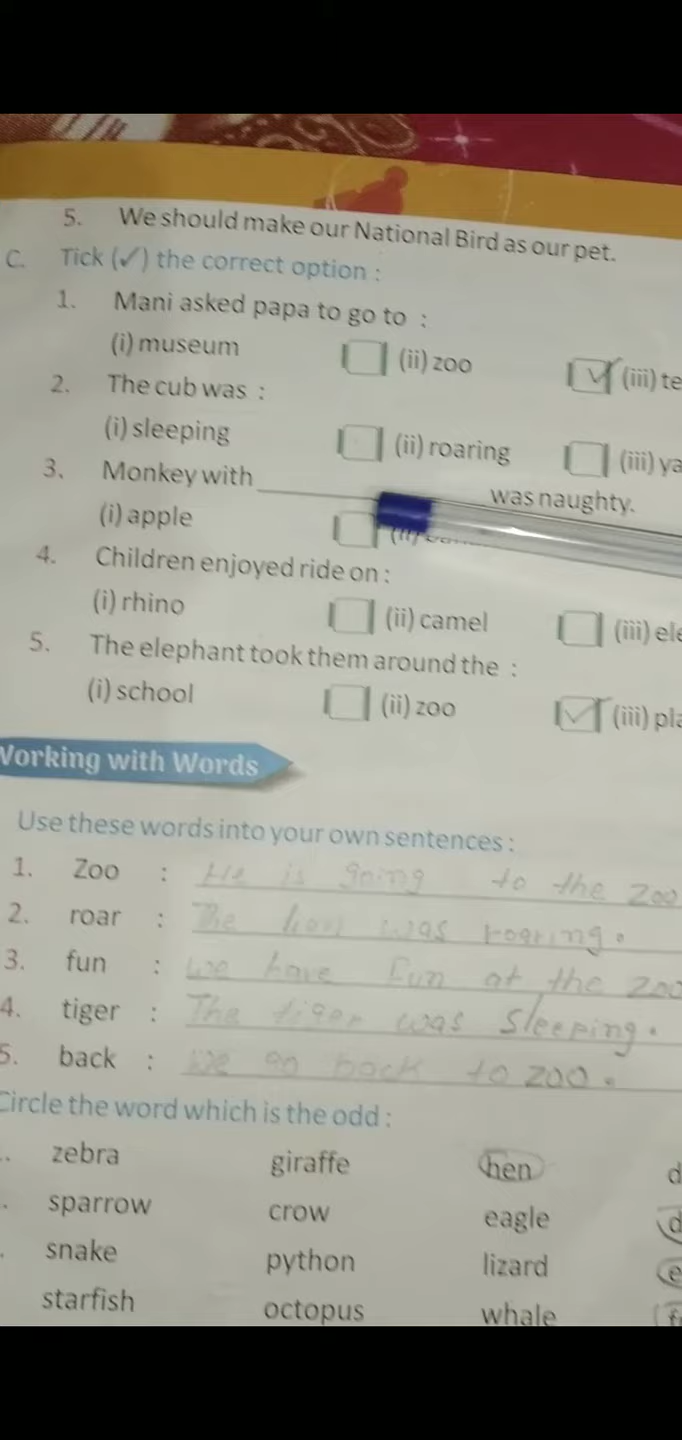 5. We should make our National Bird as our pet.
C. Tick (✓) the correct option :
1. Mani asked papa to go to :
(i) museum (ii) zoo (iii) te
2. The cub was :
(i) sleeping (ii) roaring (iii) ya
3. Monkey with ____ was naughty.
(i) apple (ii)
4. Children enjoyed ride on :
(i) rhino (ii) camel (iii) ele
5. The elephant took them around the :
(i) school (ii) zoo (iii) pla
Working with Words
Use these words into your own sentences :
1. Zoo : He is going to the zoo
2. roar : The lion was roaring.
3. fun : we have fun at the zoo
4. tiger : The tiger was sleeping.
5. back : We go back to zoo.
Circle the word which is the odd :
zebra giraffe hen d
sparrow crow eagle d
snake python lizard e
starfish octopus whale f